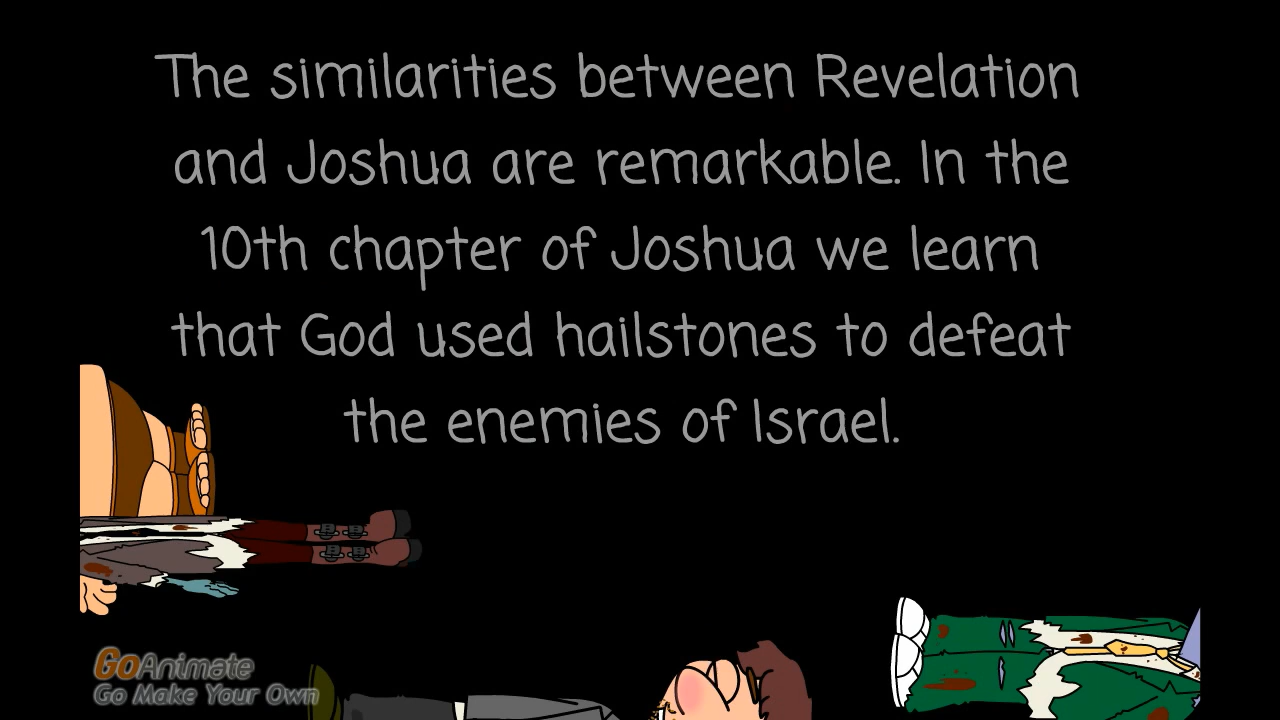 The similarities between Revelation
and Joshua are remarkable. In the
10th chapter of Joshua we learn
that God used hailstones to defeat
the enemies of Israel.
GoAnimate
Go Make Your Own